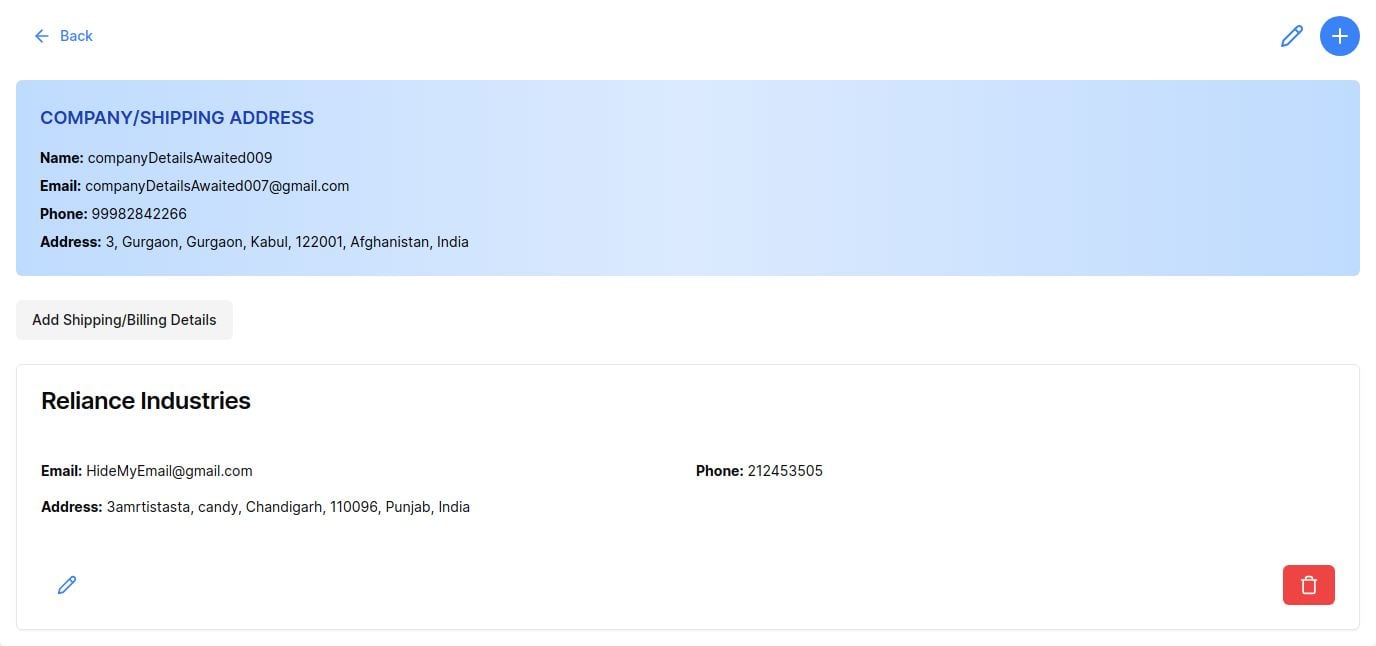 Back
COMPANY/SHIPPING ADDRESS
Name: companyDetailsAwaited009
Email: companyDetailsAwaited007@gmail.com
Phone: 99982842266
Address: 3, Gurgaon, Gurgaon, Kabul, 122001, Afghanistan, India
Add Shipping/Billing Details
Reliance Industries
Email: HideMyEmail@gmail.com Phone: 212453505
Address: 3amrtistasta, candy, Chandigarh, 110096, Punjab, India